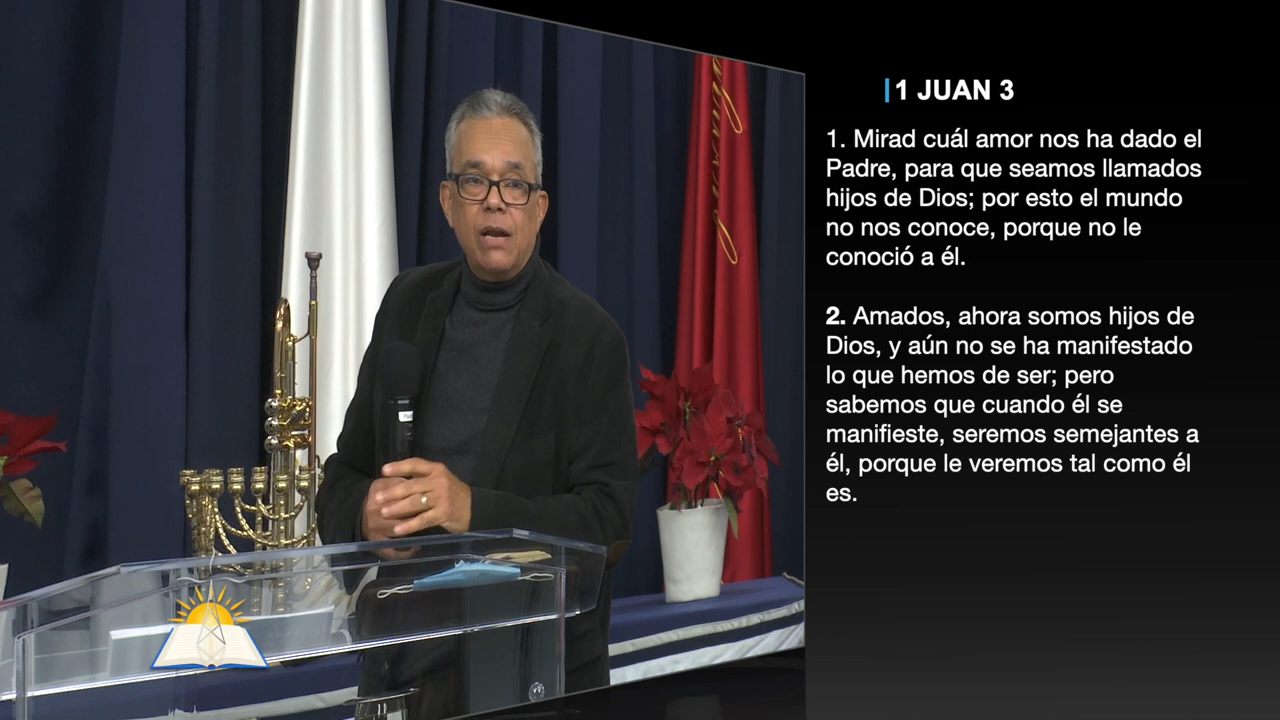 1 JUAN 3
1. Mirad cuál amor nos ha dado el
Padre, para que seamos llamados
hijos de Dios; por esto el mundo
no nos conoce, porque no le
conoció a él.
2. Amados, ahora somos hijos de
Dios, y aún no se ha manifestado
lo que hemos de ser; pero
sabemos que cuando él se
manifieste, seremos semejantes a
él, porque le veremos tal como él
es.